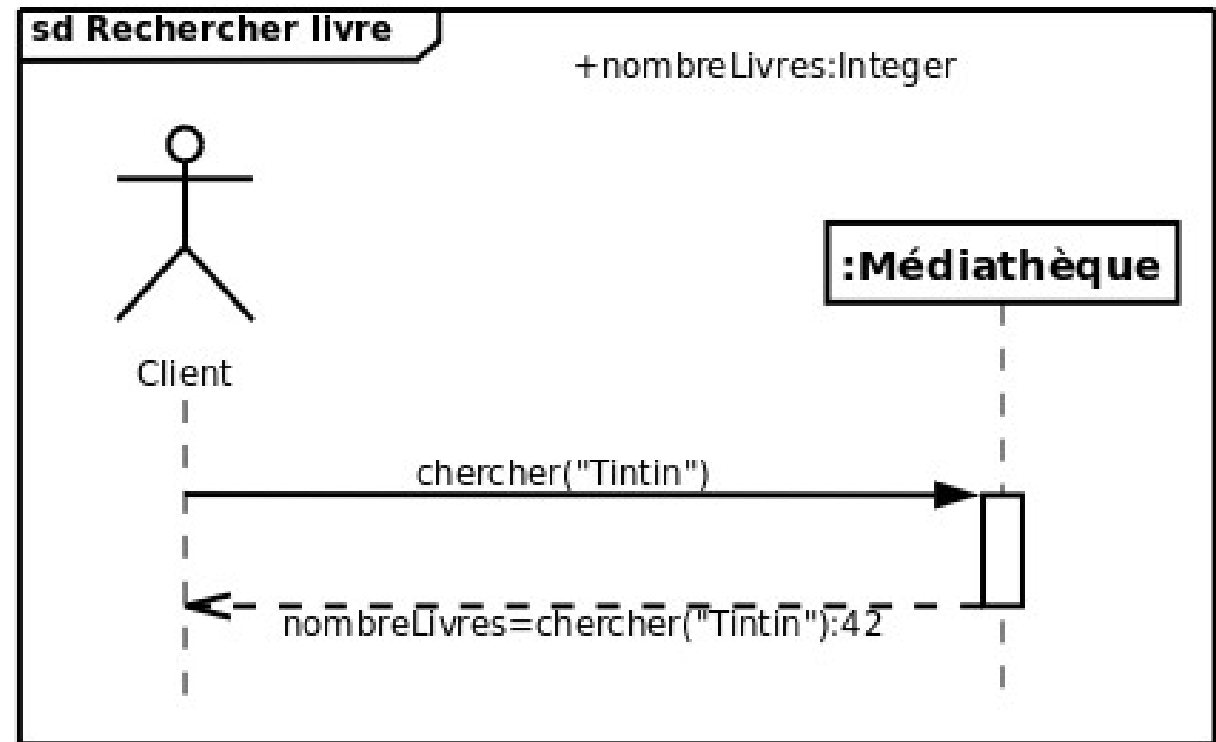 sd Rechercher livre
+nombreLivres:Integer
:Médiathèque
Client
chercher("Tintin")
nombreLivres=chercher("Tintin"):42